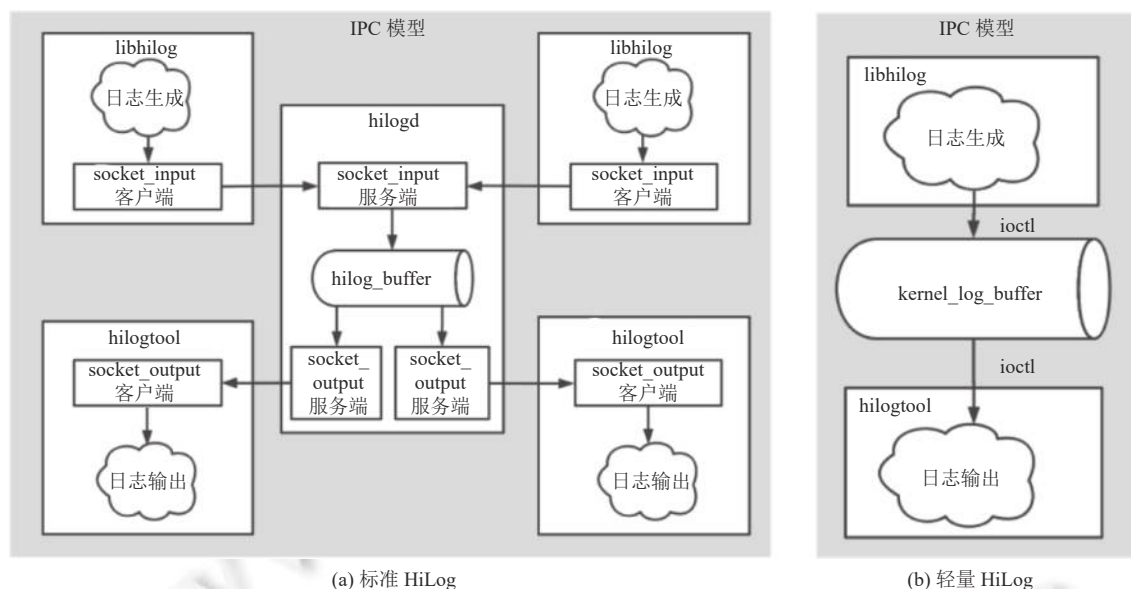 IPC 模型
libhilog
日志生成
socket_input
客户端
hilogd
socket_input
服务端
hilog_buffer
socket_
output
服务端
socket_
output
服务端
libhilog
日志生成
socket_input
客户端
hilogtool
socket_output
客户端
日志输出
hilogtool
socket_output
客户端
日志输出
(a) 标准 HiLog
IPC 模型
libhilog
日志生成
ioctl
kernel_log_buffer
ioctl
hilogtool
日志输出
(b) 轻量 HiLog